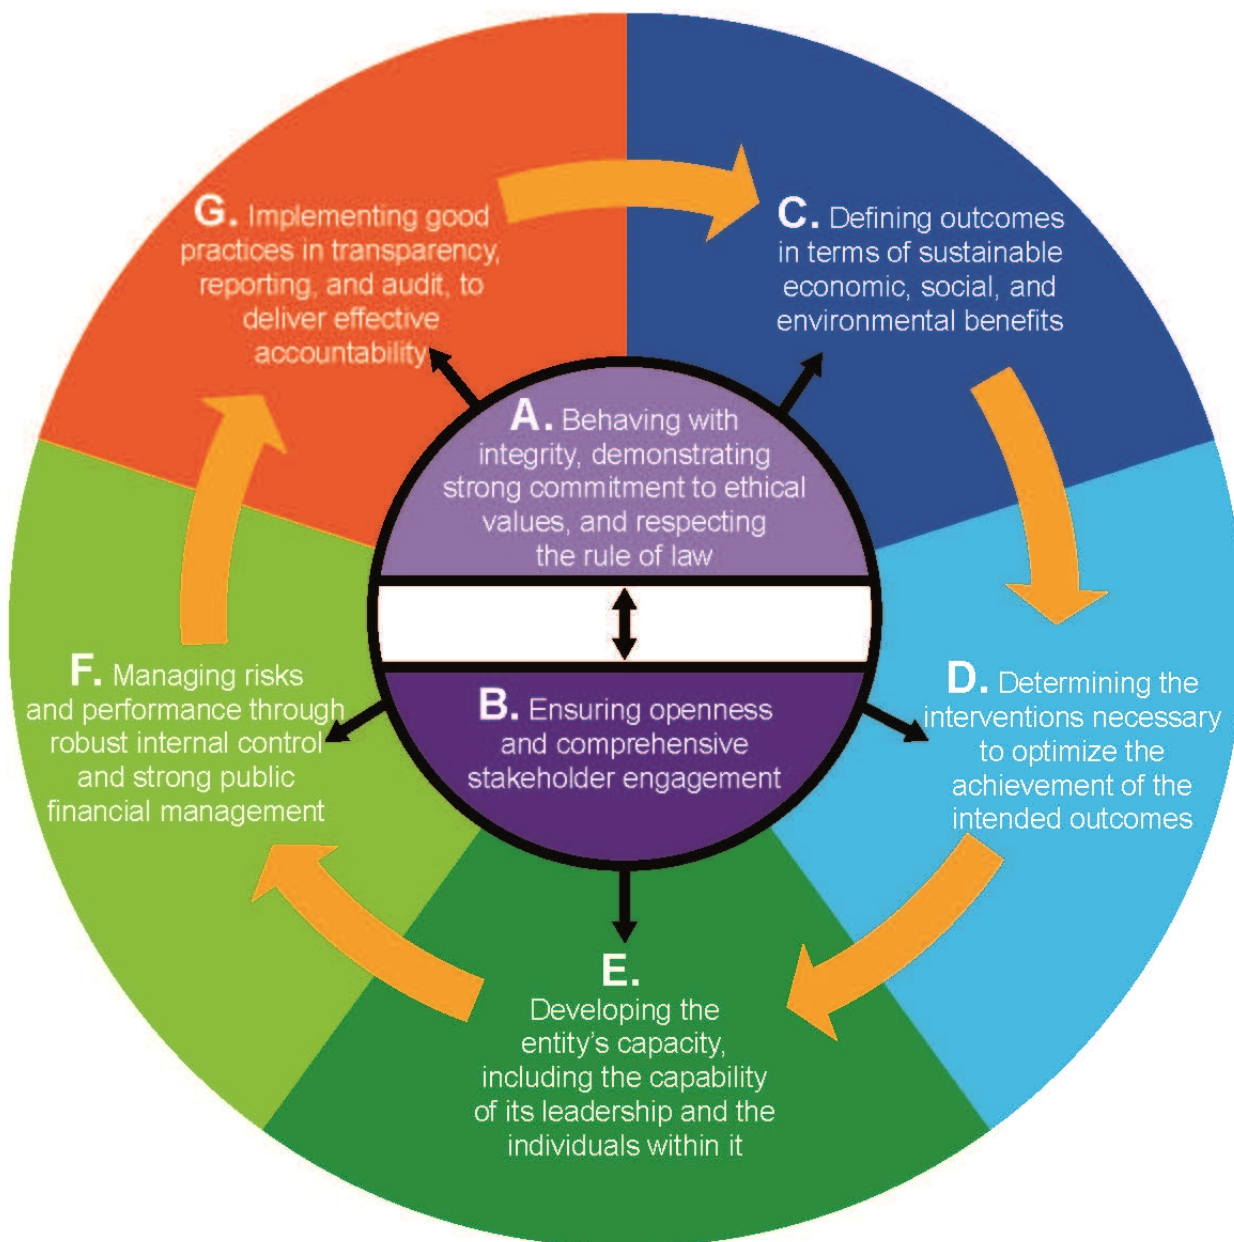 G. Implementing good
practices in transparency,
reporting, and audit, to
deliver effective
accountability
C. Defining outcomes
in terms of sustainable
economic, social, and
environmental benefits
A. Behaving with
integrity, demonstrating
strong commitment to ethical
values, and respecting
the rule of law
B. Ensuring openness
and comprehensive
stakeholder engagement
F. Managing risks
and performance through
robust internal control
and strong public
financial management
D. Determining the
interventions necessary
to optimize the
achievement of the
intended outcomes
E.
Developing the
entity’s capacity,
including the capability
of its leadership and the
individuals within it